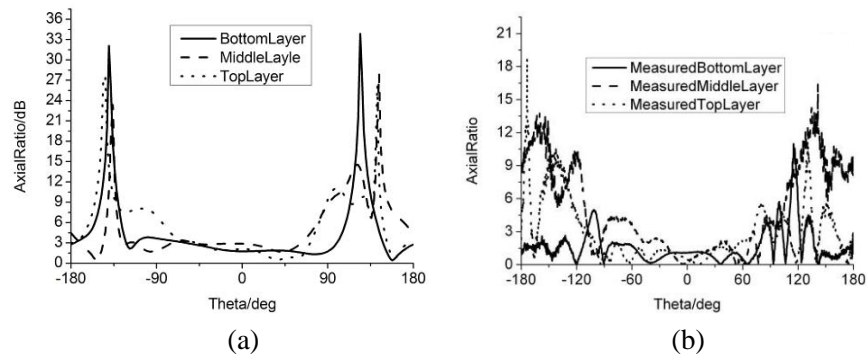 AxialRatio/dB
36
33
30
27
24
21
18
15
12
9
6
3
0
BottomLayer
MiddleLayle
TopLayer
-180
-90
0
90
180
Theta/deg
(a)
AxialRatio
21
18
15
12
9
6
3
0
MeasuredBottomLayer
MeasuredMiddleLayer
MeasuredTopLayer
-180
-120
-60
0
60
120
180
Theta/deg
(b)